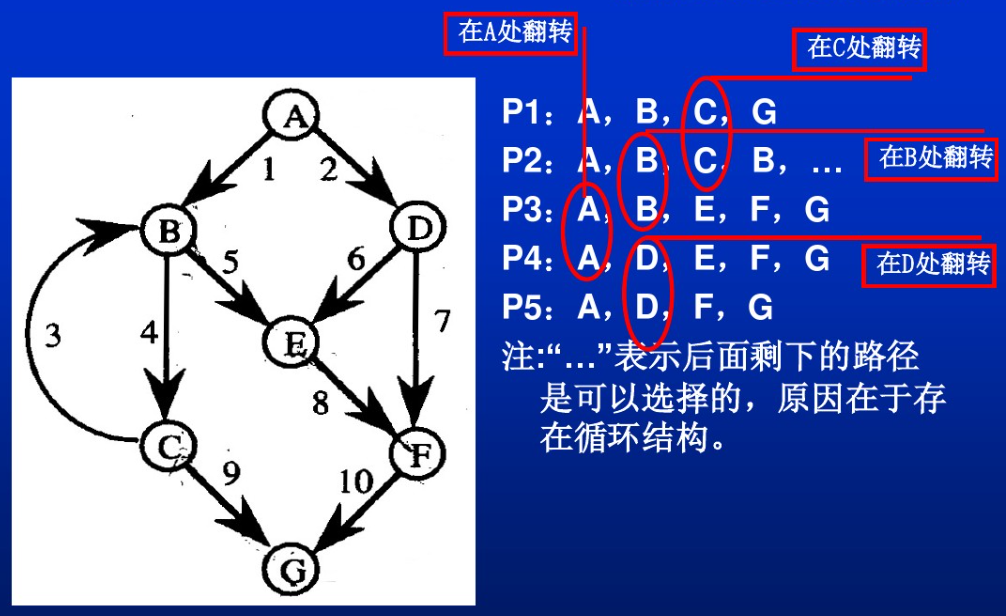 在A处翻转
在C处翻转
P1：A，B，C，G
P2：A，B，C，B，…
在B处翻转
P3：A，B，E，F，G
P4：A，D，E，F，G
在D处翻转
P5：A，D，F，G
注:“…”表示后面剩下的路径
是可以选择的，原因在于存
在循环结构。
A
1
2
B
D
5
6
3
4
7
E
8
C
F
9
10
G